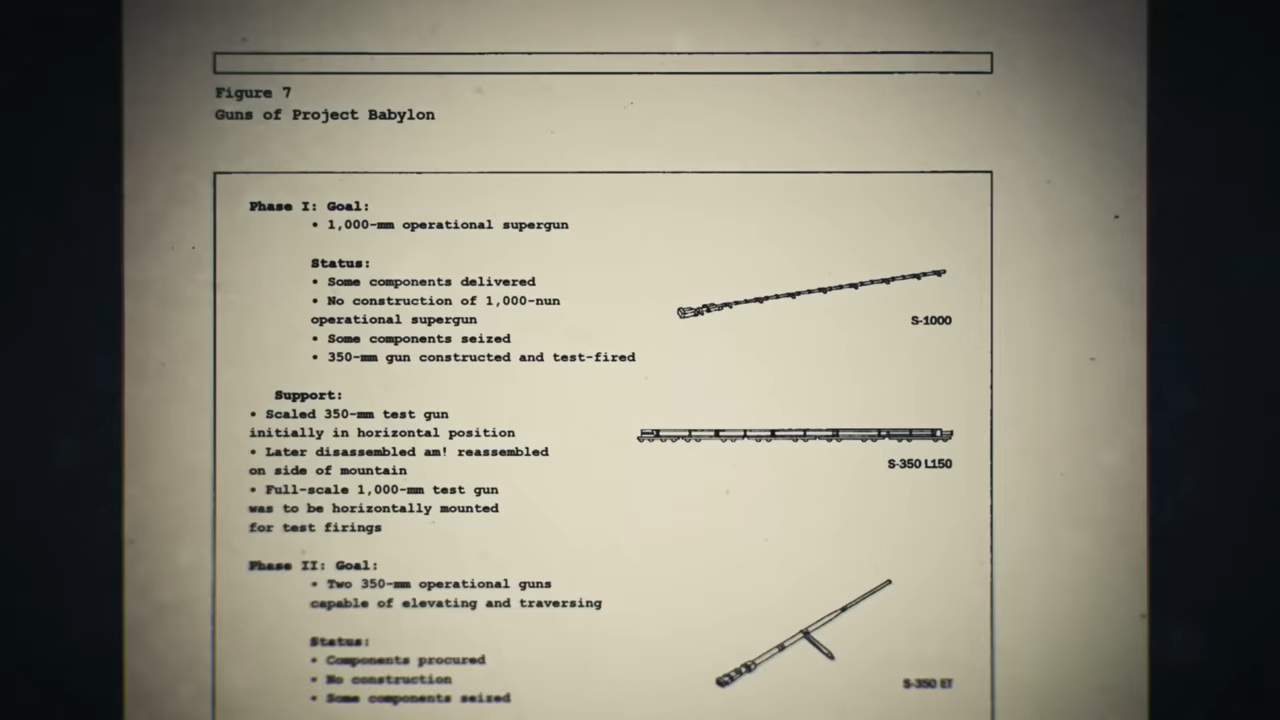 Figure 7
Guns of Project Babylon
Phase I: Goal:
• 1,000-mm operational supergun
Status:
• Some components delivered
• No construction of 1,000-nun
operational supergun
• Some components seized
• 350-mm gun constructed and test-fired
S-1000
Support:
• Scaled 350-mm test gun
initially in horizontal position
• Later disassembled am! reassembled
on side of mountain
• Full-scale 1,000-mm test gun
was to be horizontally mounted
for test firings
S-350 L150
Phase II: Goal:
• Two 350-mm operational guns
capable of elevating and traversing
Status:
• Components procured
• No construction
• Some components seized
S-350 ET